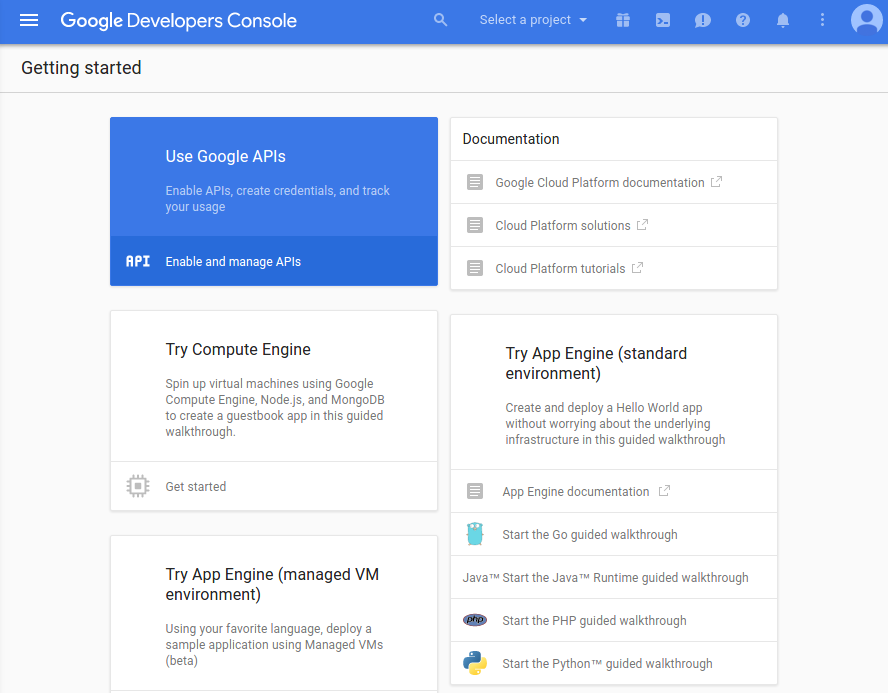 Google Developers Console
Select a project
Getting started
Use Google APIs
Enable APIs, create credentials, and track
your usage
API Enable and manage APIs
Documentation
Google Cloud Platform documentation
Cloud Platform solutions
Cloud Platform tutorials
Try Compute Engine
Spin up virtual machines using Google
Compute Engine, Node.js, and MongoDB
to create a guestbook app in this guided
walkthrough.
Get started
Try App Engine (standard
environment)
Create and deploy a Hello World app
without worrying about the underlying
infrastructure in this guided walkthrough
App Engine documentation
Start the Go guided walkthrough
Java™ Start the Java™ Runtime guided walkthrough
php Start the PHP guided walkthrough
Start the Python™ guided walkthrough
Try App Engine (managed VM
environment)
Using your favorite language, deploy a
sample application using Managed VMs
(beta)